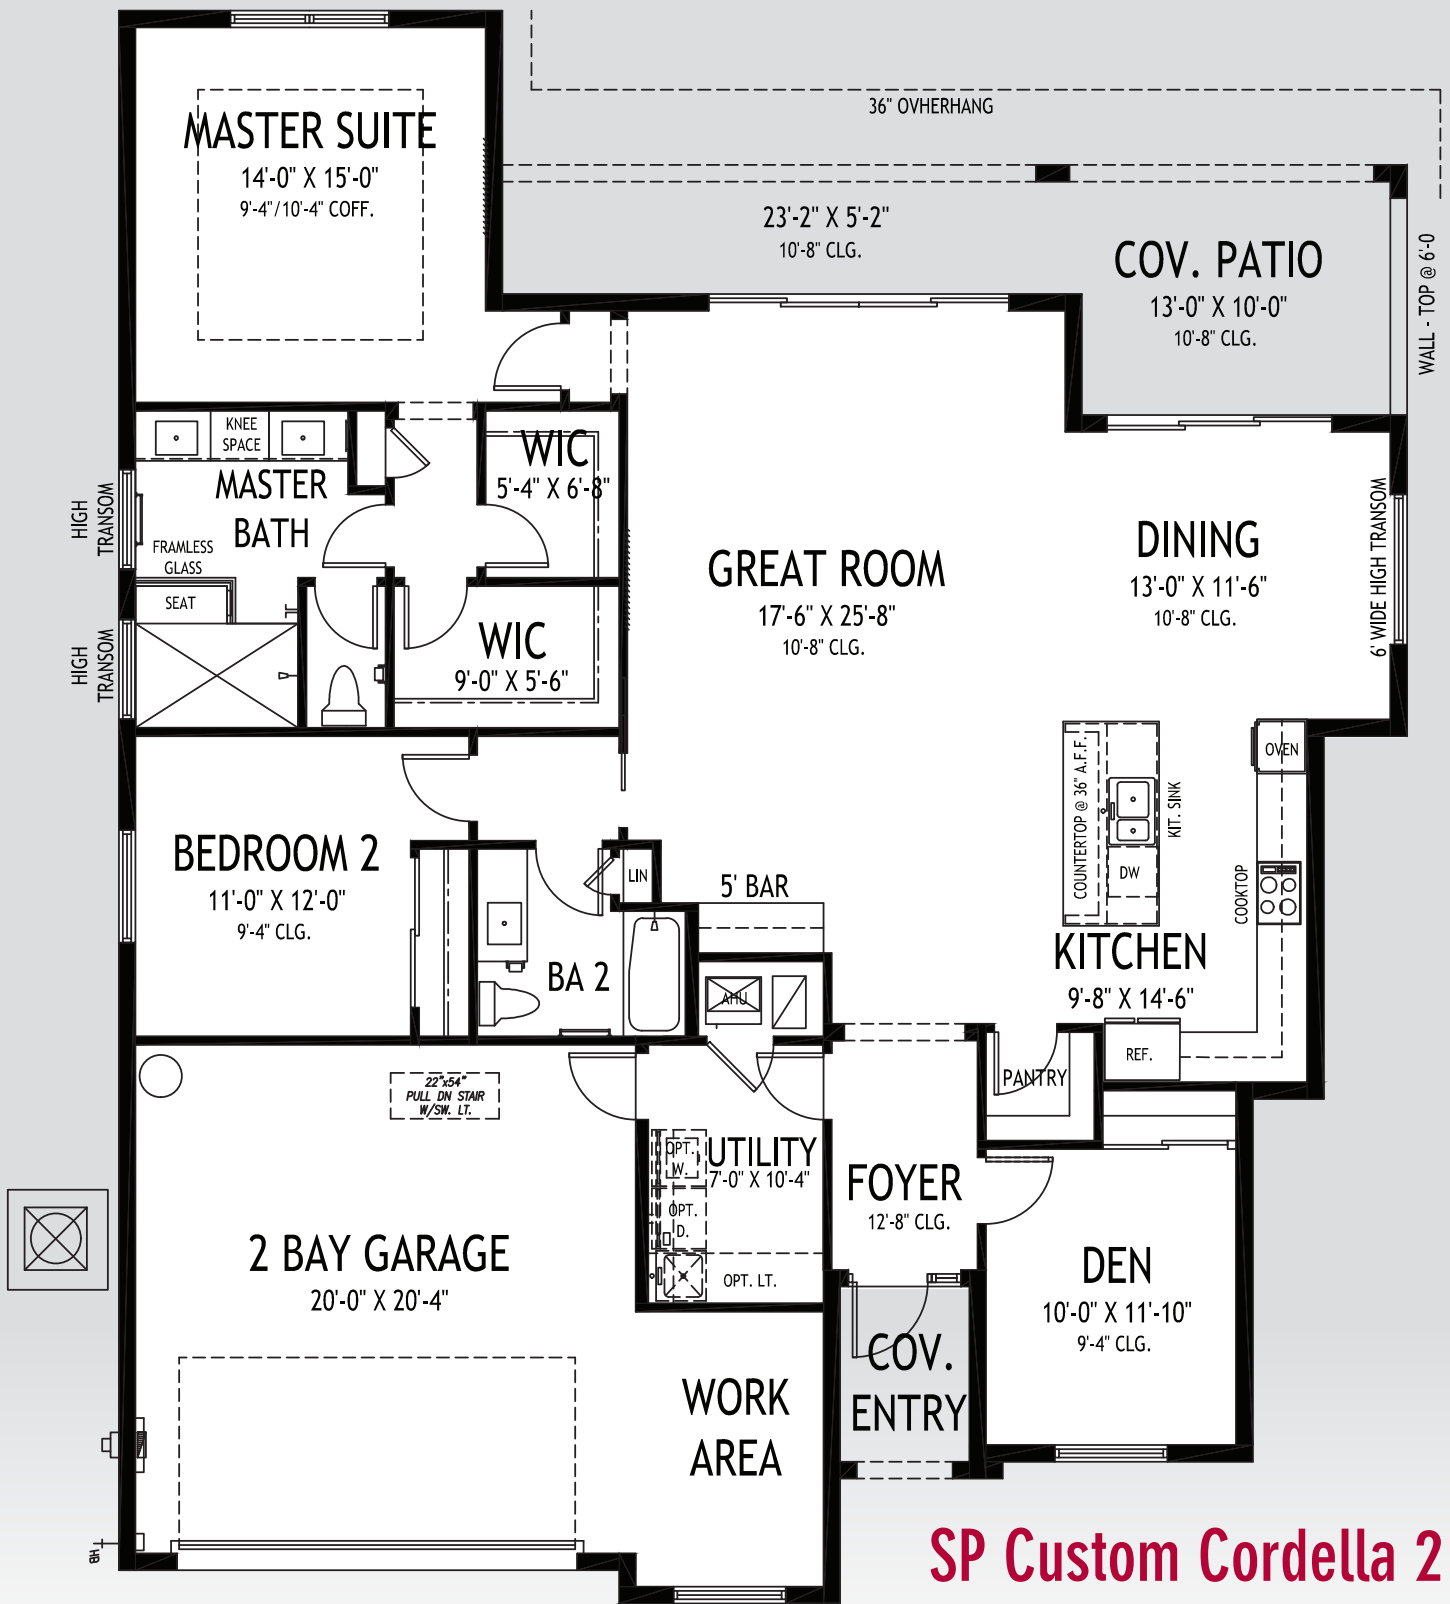 36" OVHERHANG
MASTER SUITE
14'-0" X 15'-0"
9'-4"/10'-4" COFF.
23'-2" X 5'-2"
10'-8" CLG.
COV. PATIO
13'-0" X 10'-0"
10'-8" CLG.
WALL - TOP @ 6'-0
KNEE
SPACE
MASTER
BATH
HIGH
TRANSOM
FRAMLESS
GLASS
SEAT
HIGH
TRANSOM
WIC
5'-4" X 6'-8"
WIC
9'-0" X 5'-6"
GREAT ROOM
17'-6" X 25'-8"
10'-8" CLG.
DINING
13'-0" X 11'-6"
10'-8" CLG.
6' WIDE HIGH TRANSOM
OVEN
COUNTERTOP @ 36" A.F.F.
KIT. SINK
DW
COOKTOP
KITCHEN
9'-8" X 14'-6"
REF.
PANTRY
BEDROOM 2
11'-0" X 12'-0"
9'-4" CLG.
LIN
5' BAR
BA 2
AHU
22"x54"
PULL DN STAIR
W/SW. LT.
OPT.
W.
UTILITY
7'-0" X 10'-4"
OPT.
D.
OPT. LT.
FOYER
12'-8" CLG.
2 BAY GARAGE
20'-0" X 20'-4"
DEN
10'-0" X 11'-10"
9'-4" CLG.
COV.
ENTRY
WORK
AREA
HB
SP Custom Cordella 2